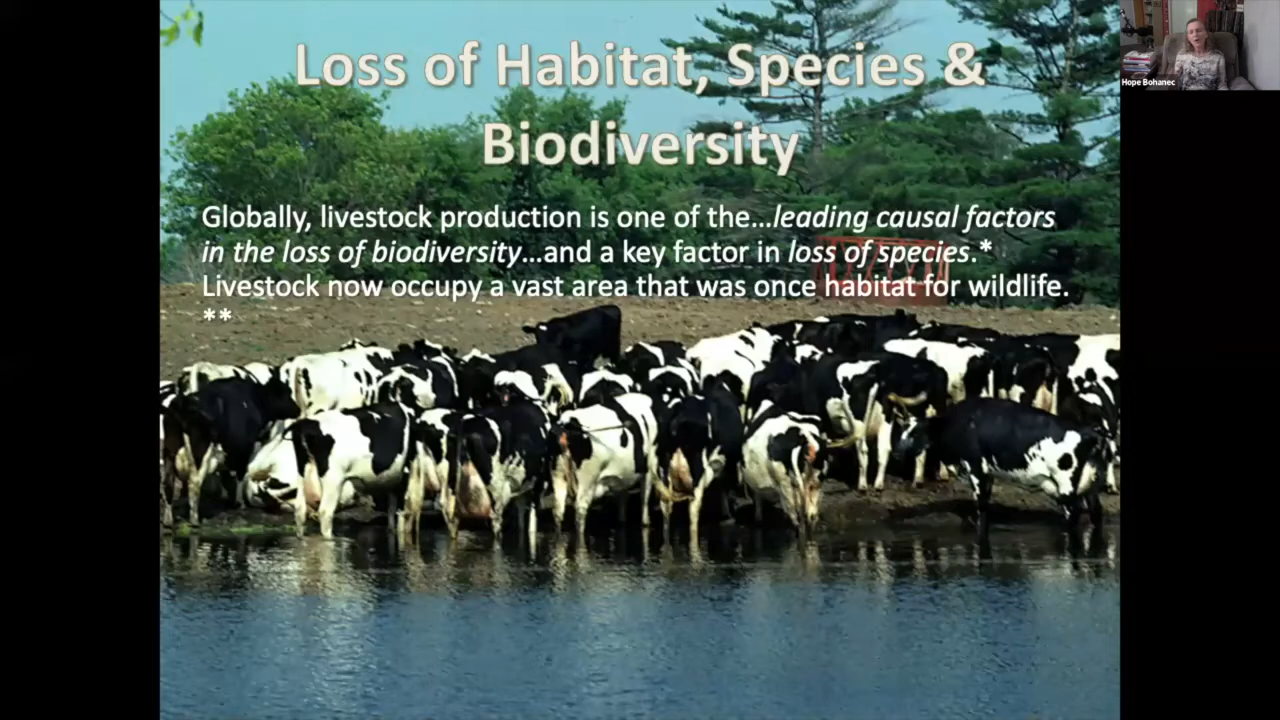 Loss of Habitat, Species &
Biodiversity
Globally, livestock production is one of the...leading causal factors
in the loss of biodiversity...and a key factor in loss of species.*
Livestock now occupy a vast area that was once habitat for wildlife.
**
Hope Bohanec